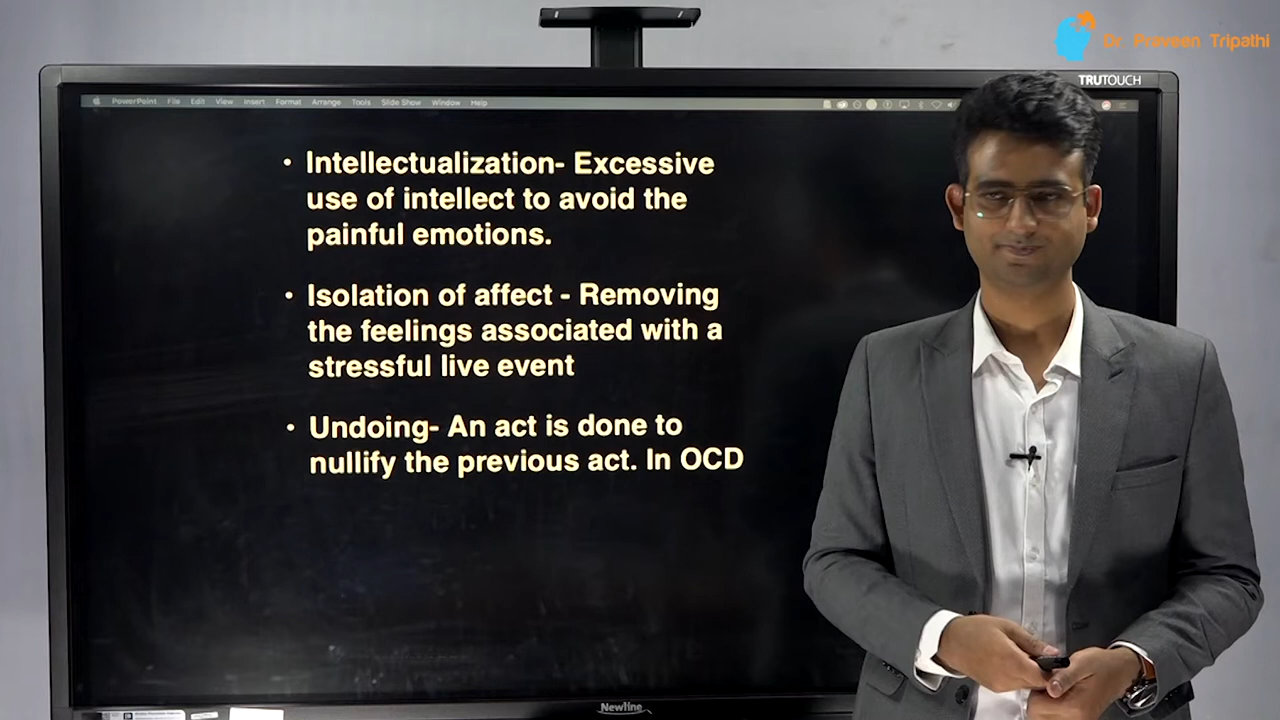 Dr Praveen Tripathi
TRUTOUCH
PowerPoint File Edit View Insert Format Arrange Tools Slide Show Window Help
• Intellectualization- Excessive
use of intellect to avoid the
painful emotions.
• Isolation of affect - Removing
the feelings associated with a
stressful live event
• Undoing- An act is done to
nullify the previous act. In OCD
Newline